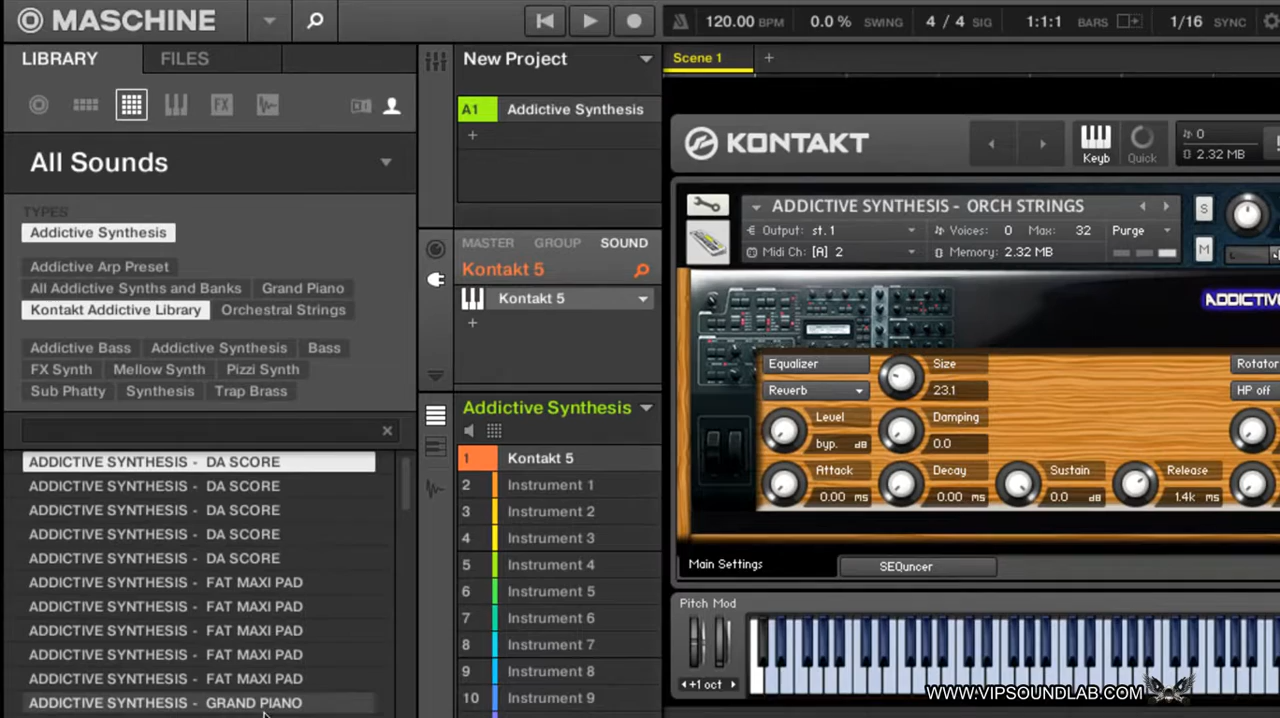 MASCHINE
120.00 BPM 0.0 % SWING 4 / 4 SIG 1:1:1 BARS 1/16 SYNC
LIBRARY FILES
New Project
Scene 1 +
A1 Addictive Synthesis
+
FX
All Sounds
KONTAKT
Keyb Quick
0
2.32 MB
TYPES
Addictive Synthesis
Addictive Arp Preset
All Addictive Synths and Banks Grand Piano
Kontakt Addictive Library Orchestral Strings
Addictive Bass Addictive Synthesis Bass
FX Synth Mellow Synth Pizzi Synth
Sub Phatty Synthesis Trap Brass
MASTER GROUP SOUND
Kontakt 5
Kontakt 5
+
ADDICTIVE SYNTHESIS - ORCH STRINGS
Output: st. 1 Voices: 0 Max: 32 Purge
Midi Ch: [A] 2 Memory: 2.32 MB
S
M
L
ADDICTIV
Equalizer Size Rotator
Reverb 23.1 HP off
Level Damping
byp. dB 0.0
Attack Decay Sustain Release
0.00 ms 0.00 ms 0.0 dB 1.4k ms
Main Settings SEQuncer
ADDICTIVE SYNTHESIS - DA SCORE
ADDICTIVE SYNTHESIS - DA SCORE
ADDICTIVE SYNTHESIS - DA SCORE
ADDICTIVE SYNTHESIS - DA SCORE
ADDICTIVE SYNTHESIS - DA SCORE
ADDICTIVE SYNTHESIS - FAT MAXI PAD
ADDICTIVE SYNTHESIS - FAT MAXI PAD
ADDICTIVE SYNTHESIS - FAT MAXI PAD
ADDICTIVE SYNTHESIS - FAT MAXI PAD
ADDICTIVE SYNTHESIS - FAT MAXI PAD
ADDICTIVE SYNTHESIS - GRAND PIANO
Addictive Synthesis
1 Kontakt 5
2 Instrument 1
3 Instrument 2
4 Instrument 3
5 Instrument 4
6 Instrument 5
7 Instrument 6
8 Instrument 7
9 Instrument 8
10 Instrument 9
Pitch Mod
+1 oct
WWW.VIPSOUNDLAB.COM